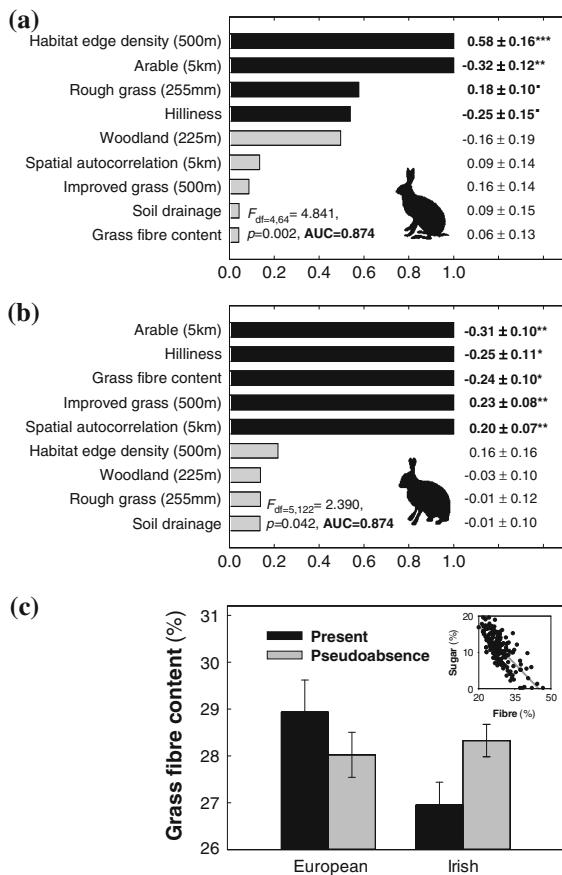 (a)
Habitat edge density (500m) 0.58 ± 0.16***
Arable (5km) -0.32 ± 0.12**
Rough grass (255mm) 0.18 ± 0.10▪
Hilliness -0.25 ± 0.15▪
Woodland (225m) -0.16 ± 0.19
Spatial autocorrelation (5km) 0.09 ± 0.14
Improved grass (500m) 0.16 ± 0.14
Soil drainage F df=4,64= 4.841, 0.09 ± 0.15
Grass fibre content p=0.002, AUC=0.874 0.06 ± 0.13
0.0 0.2 0.4 0.6 0.8 1.0
(b)
Arable (5km) -0.31 ± 0.10**
Hilliness -0.25 ± 0.11*
Grass fibre content -0.24 ± 0.10*
Improved grass (500m) 0.23 ± 0.08**
Spatial autocorrelation (5km) 0.20 ± 0.07**
Habitat edge density (500m) 0.16 ± 0.16
Woodland (225m) -0.03 ± 0.10
Rough grass (255mm) F df=5,122= 2.390, -0.01 ± 0.12
Soil drainage p=0.042, AUC=0.874 -0.01 ± 0.10
0.0 0.2 0.4 0.6 0.8 1.0
(c)
Grass fibre content (%)
31
30
29
28
27
26
Present
Pseudoabsence
Sugar (%)
20
10
0
20 35 50
Fibre (%)
European Irish